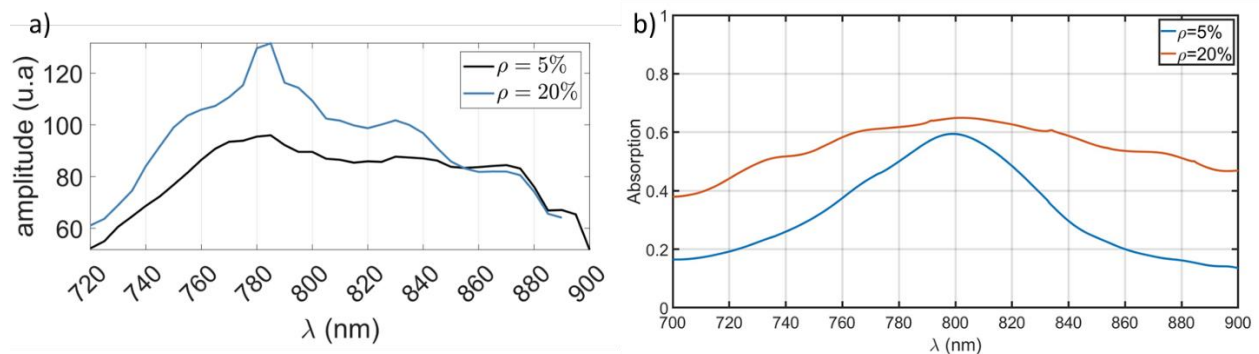 a)
amplitude (u.a)
120
100
80
60
720 740 760 780 800 820 840 860 880 900
λ (nm)
ρ = 5%
ρ = 20%
b)
Absorption
1
0.8
0.6
0.4
0.2
0
700 720 740 760 780 800 820 840 860 880 900
λ (nm)
ρ=5%
ρ=20%